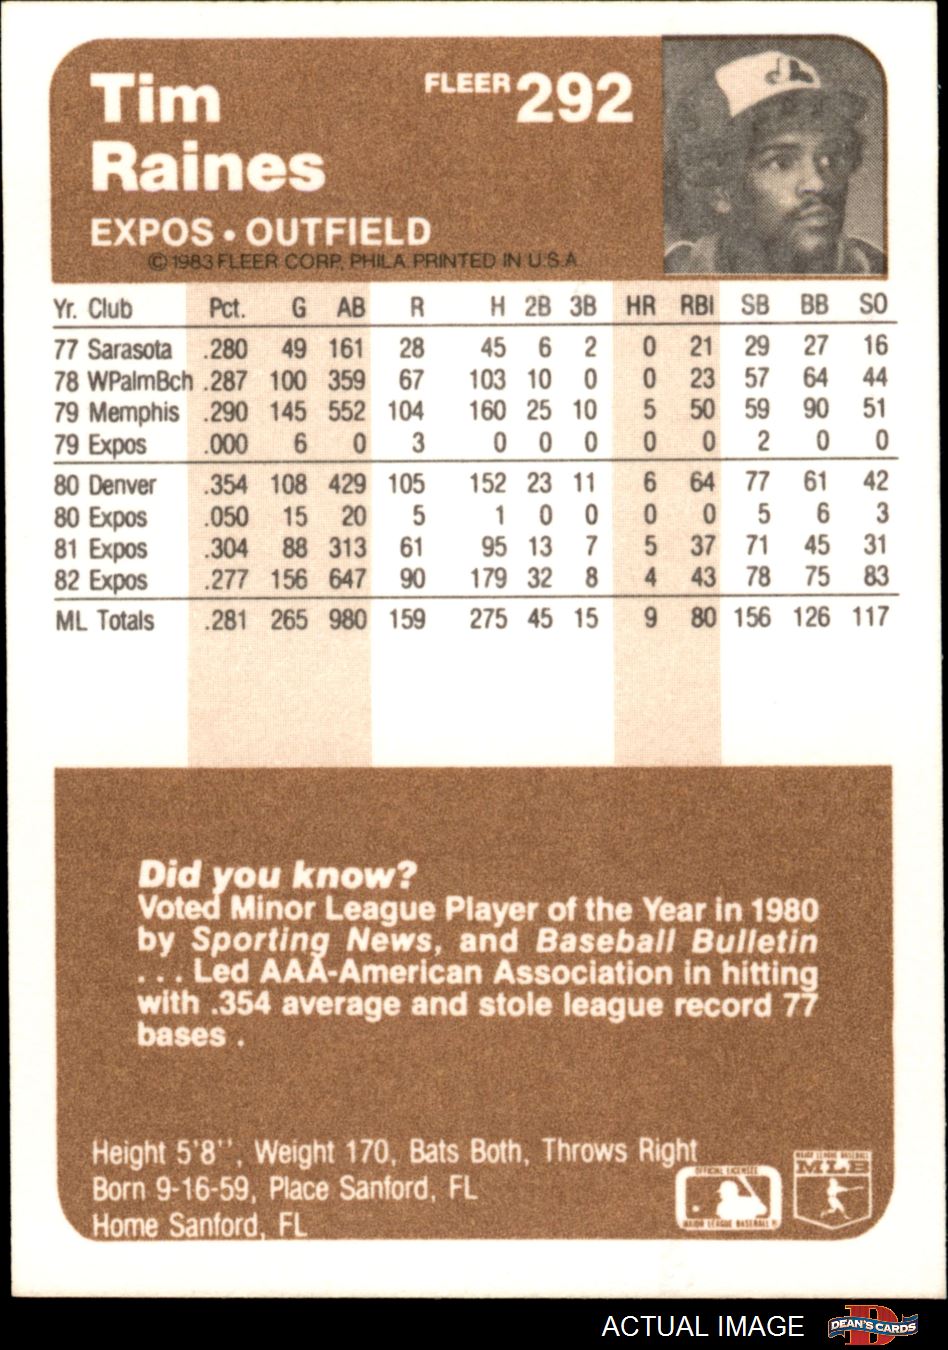 Tim
Raines
FLEER 292
EXPOS • OUTFIELD
© 1983 FLEER CORP., PHILA. PRINTED IN U.S.A.
Yr. Club Pct. G AB R H 2B 3B HR RBI SB BB SO
77 Sarasota .280 49 161 28 45 6 2 0 21 29 27 16
78 WPalmBch .287 100 359 67 103 10 0 0 23 57 64 44
79 Memphis .290 145 552 104 160 25 10 5 50 59 90 51
79 Expos .000 6 0 3 0 0 0 0 0 2 0 0
80 Denver .354 108 429 105 152 23 11 6 64 77 61 42
80 Expos .050 15 20 5 1 0 0 0 0 5 6 3
81 Expos .304 88 313 61 95 13 7 5 37 71 45 31
82 Expos .277 156 647 90 179 32 8 4 43 78 75 83
ML Totals .281 265 980 159 275 45 15 9 80 156 126 117
Did you know?
Voted Minor League Player of the Year in 1980
by Sporting News, and Baseball Bulletin
. . . Led AAA-American Association in hitting
with .354 average and stole league record 77
bases .
Height 5'8'', Weight 170, Bats Both, Throws Right
Born 9-16-59, Place Sanford, FL
Home Sanford, FL
OFFICIAL LICENSEE
MAJOR LEAGUE BASEBALL
MAJOR LEAGUE BASEBALL
MLB
ACTUAL IMAGE
D
DEAN'S CARDS